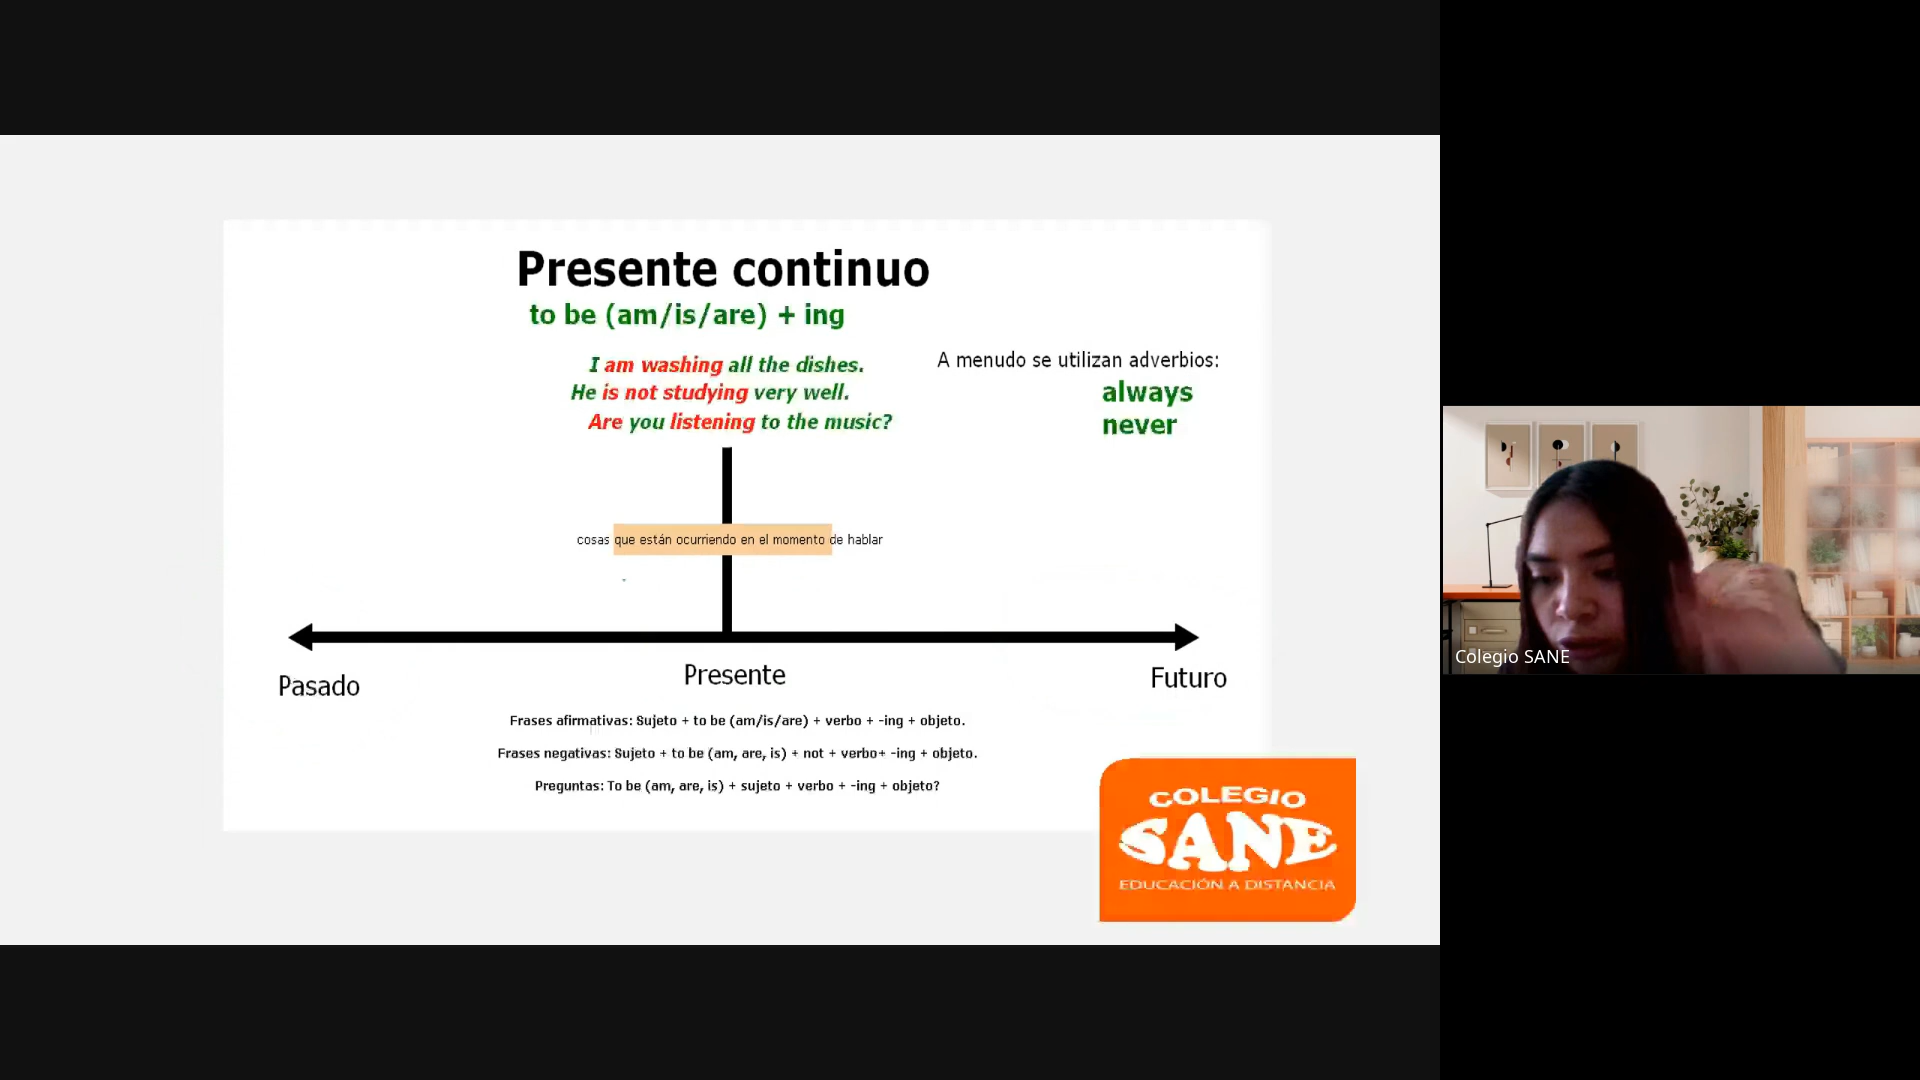 Presente continuo
to be (am/is/are) + ing
I am washing all the dishes.
He is not studying very well.
Are you listening to the music?
A menudo se utilizan adverbios:
always
never
cosas que están ocurriendo en el momento de hablar
Pasado
Presente
Futuro
Frases afirmativas: Sujeto + to be (am/is/are) + verbo + -ing + objeto.
Frases negativas: Sujeto + to be (am, are, is) + not + verbo+ -ing + objeto.
Preguntas: To be (am, are, is) + sujeto + verbo + -ing + objeto?
COLEGIO
SANE
EDUCACIÓN A DISTANCIA
Colegio SANE